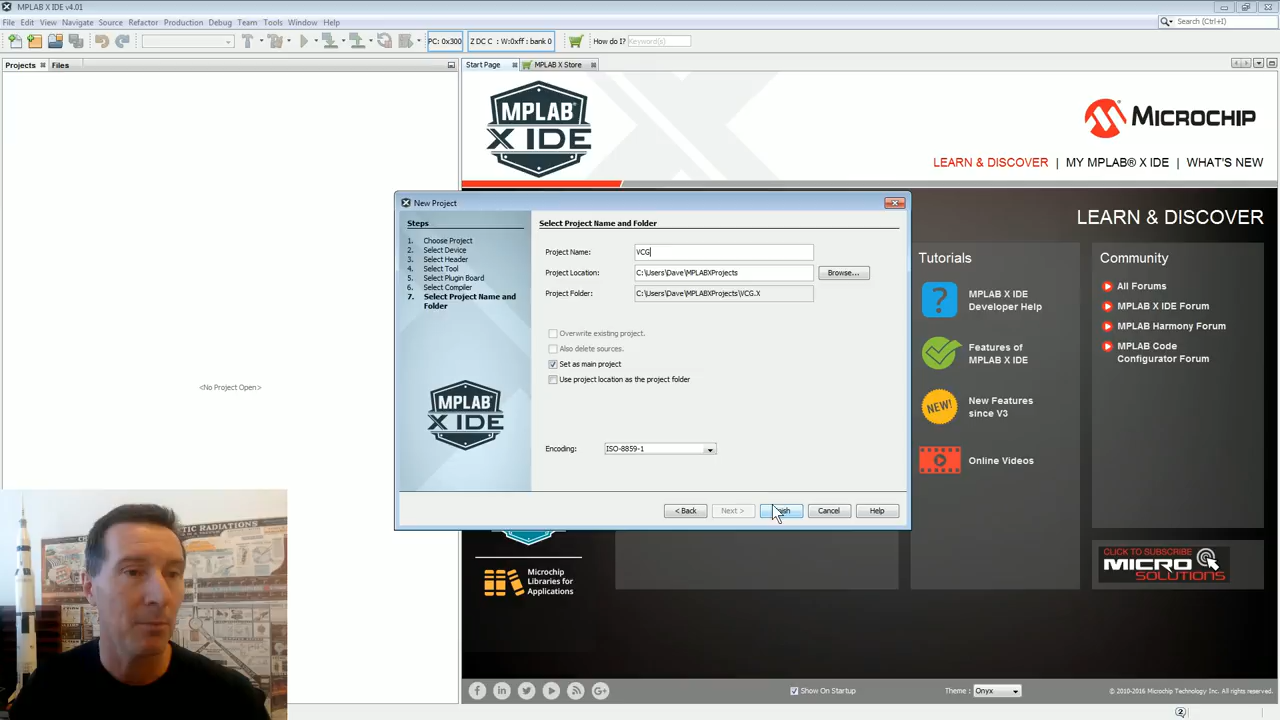 MPLAB X IDE v4.01
File Edit View Navigate Source Refactor Production Debug Team Tools Window Help
Search (Ctrl+I)
PC: 0x300
Z DC C : W:0xff : bank 0
How do I?
Keyword(s)
Projects
Files
Start Page
MPLAB X Store
MPLAB
X IDE
MICROCHIP
LEARN & DISCOVER | MY MPLAB® X IDE | WHAT'S NEW
<No Project Open>
New Project
Steps
1. Choose Project
2. Select Device
3. Select Header
4. Select Tool
5. Select Plugin Board
6. Select Compiler
7. Select Project Name and
Folder
MPLAB
X IDE
Select Project Name and Folder
Project Name: VCG
Project Location: C:\Users\Dave\MPLABXProjects
Browse...
Project Folder: C:\Users\Dave\MPLABXProjects\VCG.X
Overwrite existing project.
Also delete sources.
Set as main project
Use project location as the project folder
Encoding: ISO-8859-1
< Back
Next >
Cancel
Help
LEARN & DISCOVER
Tutorials
MPLAB X IDE
Developer Help
Features of
MPLAB X IDE
NEW!
New Features
since V3
Online Videos
Community
All Forums
MPLAB X IDE Forum
MPLAB Harmony Forum
MPLAB Code
Configurator Forum
CLICK TO SUBSCRIBE
MICRO
SOLUTIONS
Microchip
Libraries for
Applications
Show On Startup
Theme : Onyx
© 2010-2016 Microchip Technology Inc. All rights reserved.
2